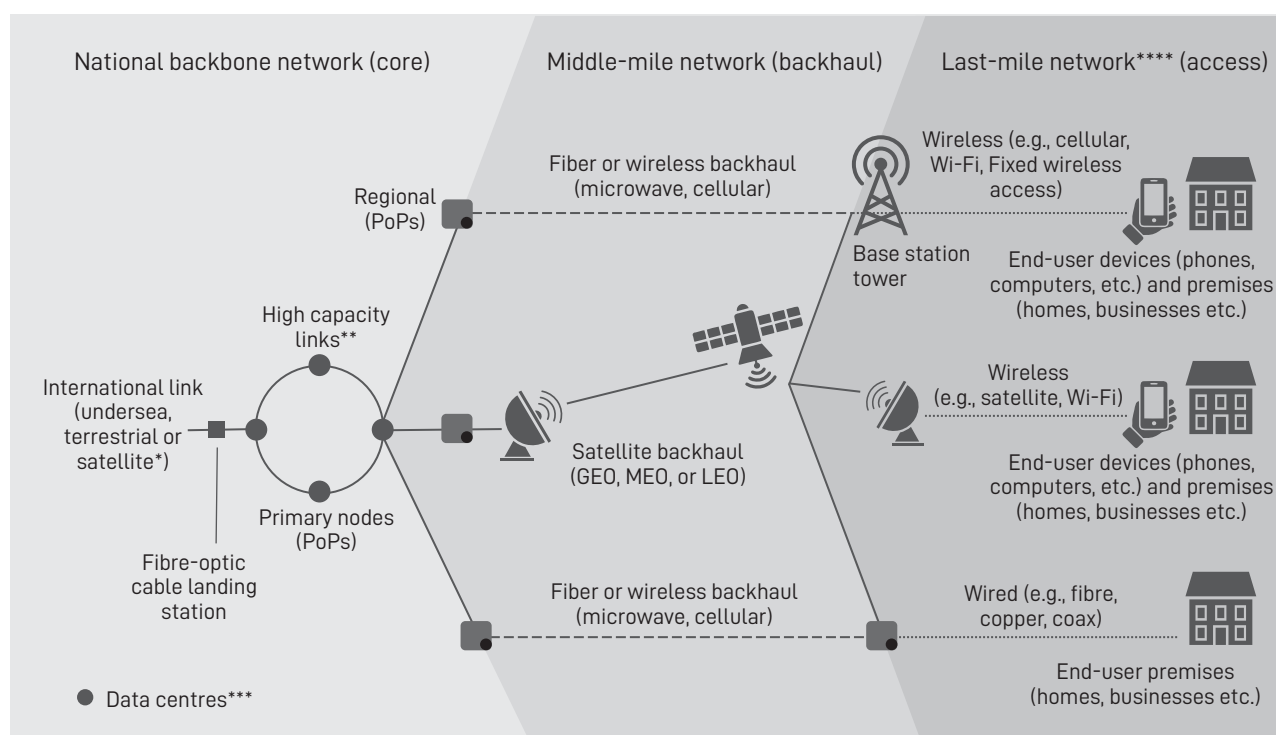 National backbone network (core)
Middle-mile network (backhaul)
Last-mile network**** (access)
Regional
(PoPs)
High capacity
links**
International link
(undersea,
terrestrial or
satellite*)
Primary nodes
(PoPs)
Fibre-optic
cable landing
station
Data centres***
Fiber or wireless backhaul
(microwave, cellular)
Satellite backhaul
(GEO, MEO, or LEO)
Fiber or wireless backhaul
(microwave, cellular)
Base station
tower
Wireless (e.g., cellular,
Wi-Fi, Fixed wireless
access)
End-user devices (phones,
computers, etc.) and premises
(homes, businesses etc.)
Wireless
(e.g., satellite, Wi-Fi)
End-user devices (phones,
computers, etc.) and premises
(homes, businesses etc.)
Wired (e.g., fibre,
copper, coax)
End-user premises
(homes, businesses etc.)